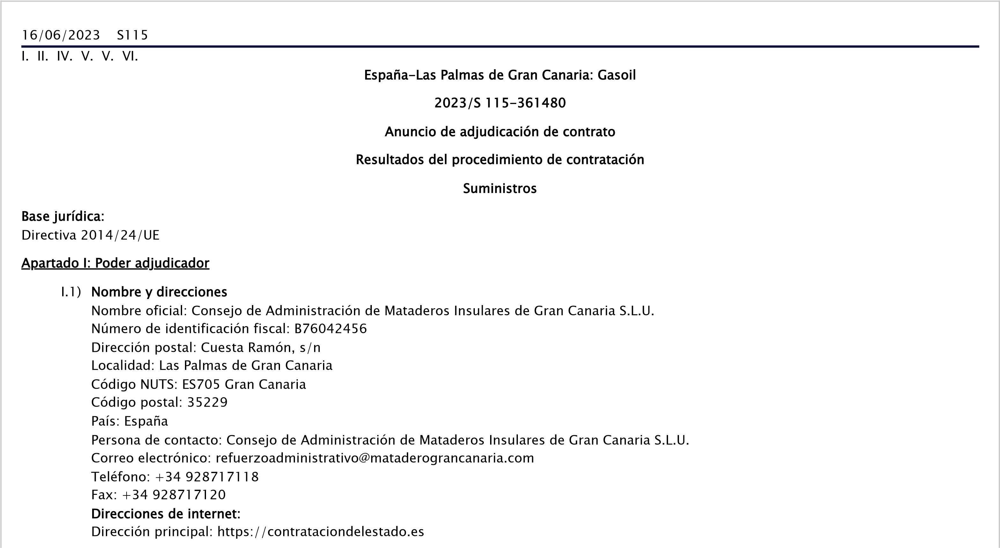 16/06/2023 S115
I. II. IV. V. V. VI.
España-Las Palmas de Gran Canaria: Gasoil
2023/S 115-361480
Anuncio de adjudicación de contrato
Resultados del procedimiento de contratación
Suministros
Base jurídica:
Directiva 2014/24/UE
Apartado I: Poder adjudicador
I.1) Nombre y direcciones
Nombre oficial: Consejo de Administración de Mataderos Insulares de Gran Canaria S.L.U.
Número de identificación fiscal: B76042456
Dirección postal: Cuesta Ramón, s/n
Localidad: Las Palmas de Gran Canaria
Código NUTS: ES705 Gran Canaria
Código postal: 35229
País: España
Persona de contacto: Consejo de Administración de Mataderos Insulares de Gran Canaria S.L.U.
Correo electrónico: refuerzoadministrativo@mataderograncanaria.com
Teléfono: +34 928717118
Fax: +34 928717120
Direcciones de internet:
Dirección principal: https://contrataciondelestado.es